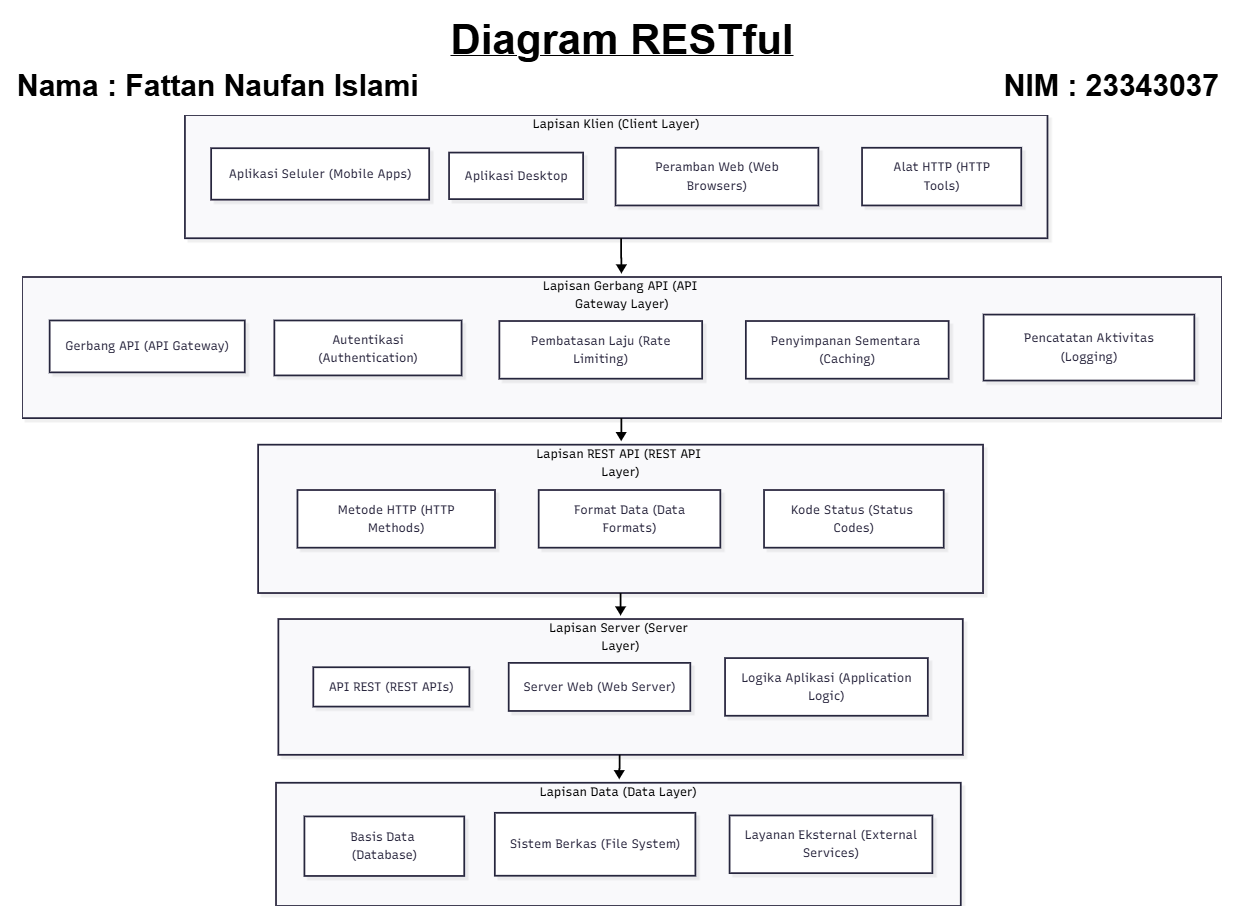 Diagram RESTful
Nama : Fattan Naufan Islami
NIM : 23343037
Lapisan Klien (Client Layer)
Aplikasi Seluler (Mobile Apps)
Aplikasi Desktop
Peramban Web (Web
Browsers)
Alat HTTP (HTTP
Tools)
Lapisan Gerbang API (API
Gateway Layer)
Gerbang API (API Gateway)
Autentikasi
(Authentication)
Pembatasan Laju (Rate
Limiting)
Penyimpanan Sementara
(Caching)
Pencatatan Aktivitas
(Logging)
Lapisan REST API (REST API
Layer)
Metode HTTP (HTTP
Methods)
Format Data (Data
Formats)
Kode Status (Status
Codes)
Lapisan Server (Server
Layer)
API REST (REST APIs)
Server Web (Web Server)
Logika Aplikasi (Application
Logic)
Lapisan Data (Data Layer)
Basis Data
(Database)
Sistem Berkas (File System)
Layanan Eksternal (External
Services)